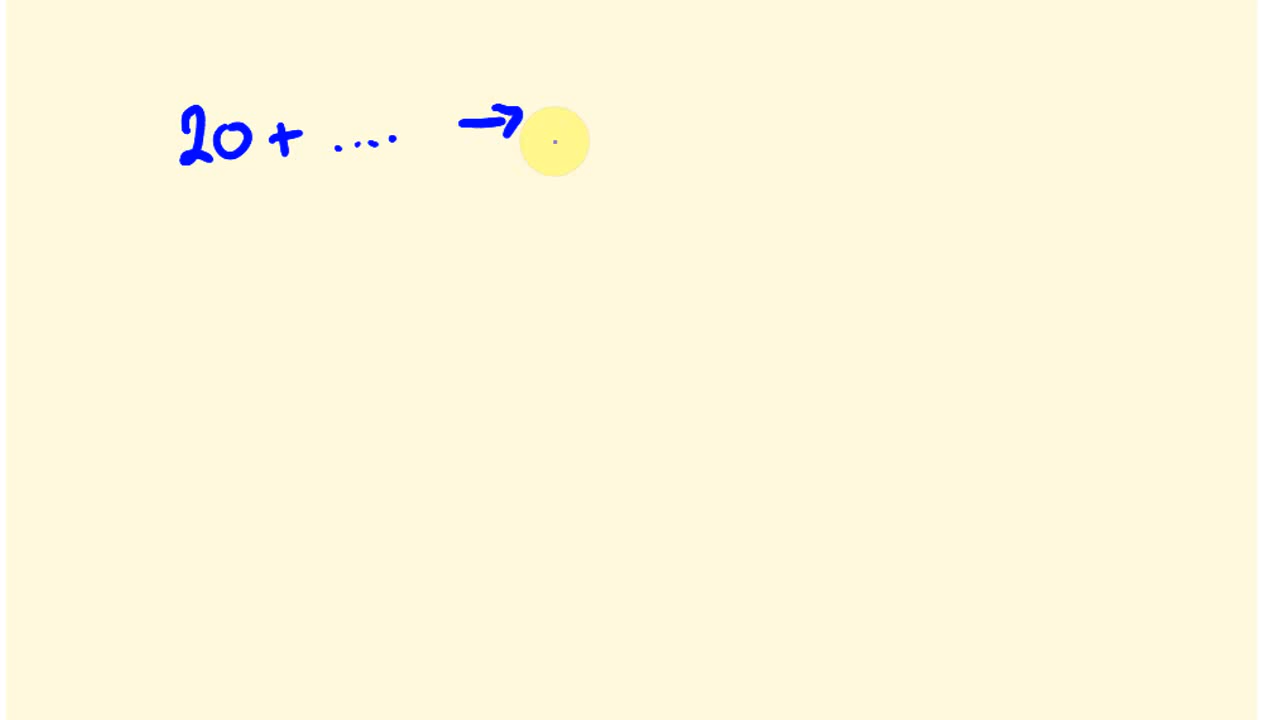 20 + .... →